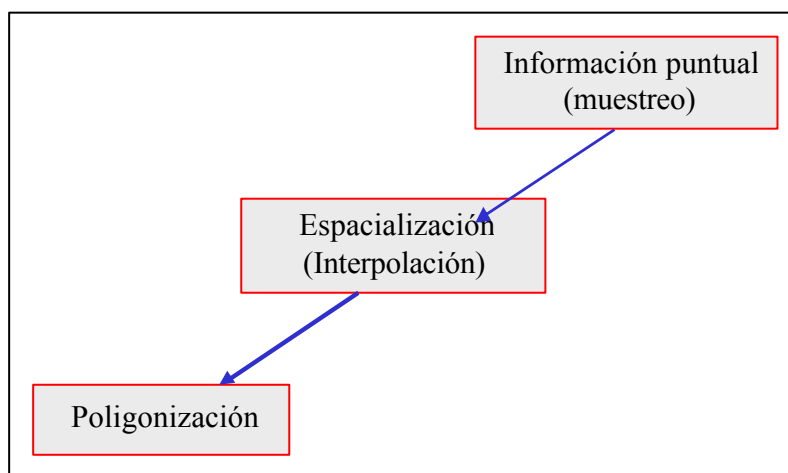 Información puntual
(muestreo)
Espacialización
(Interpolación)
Poligonización